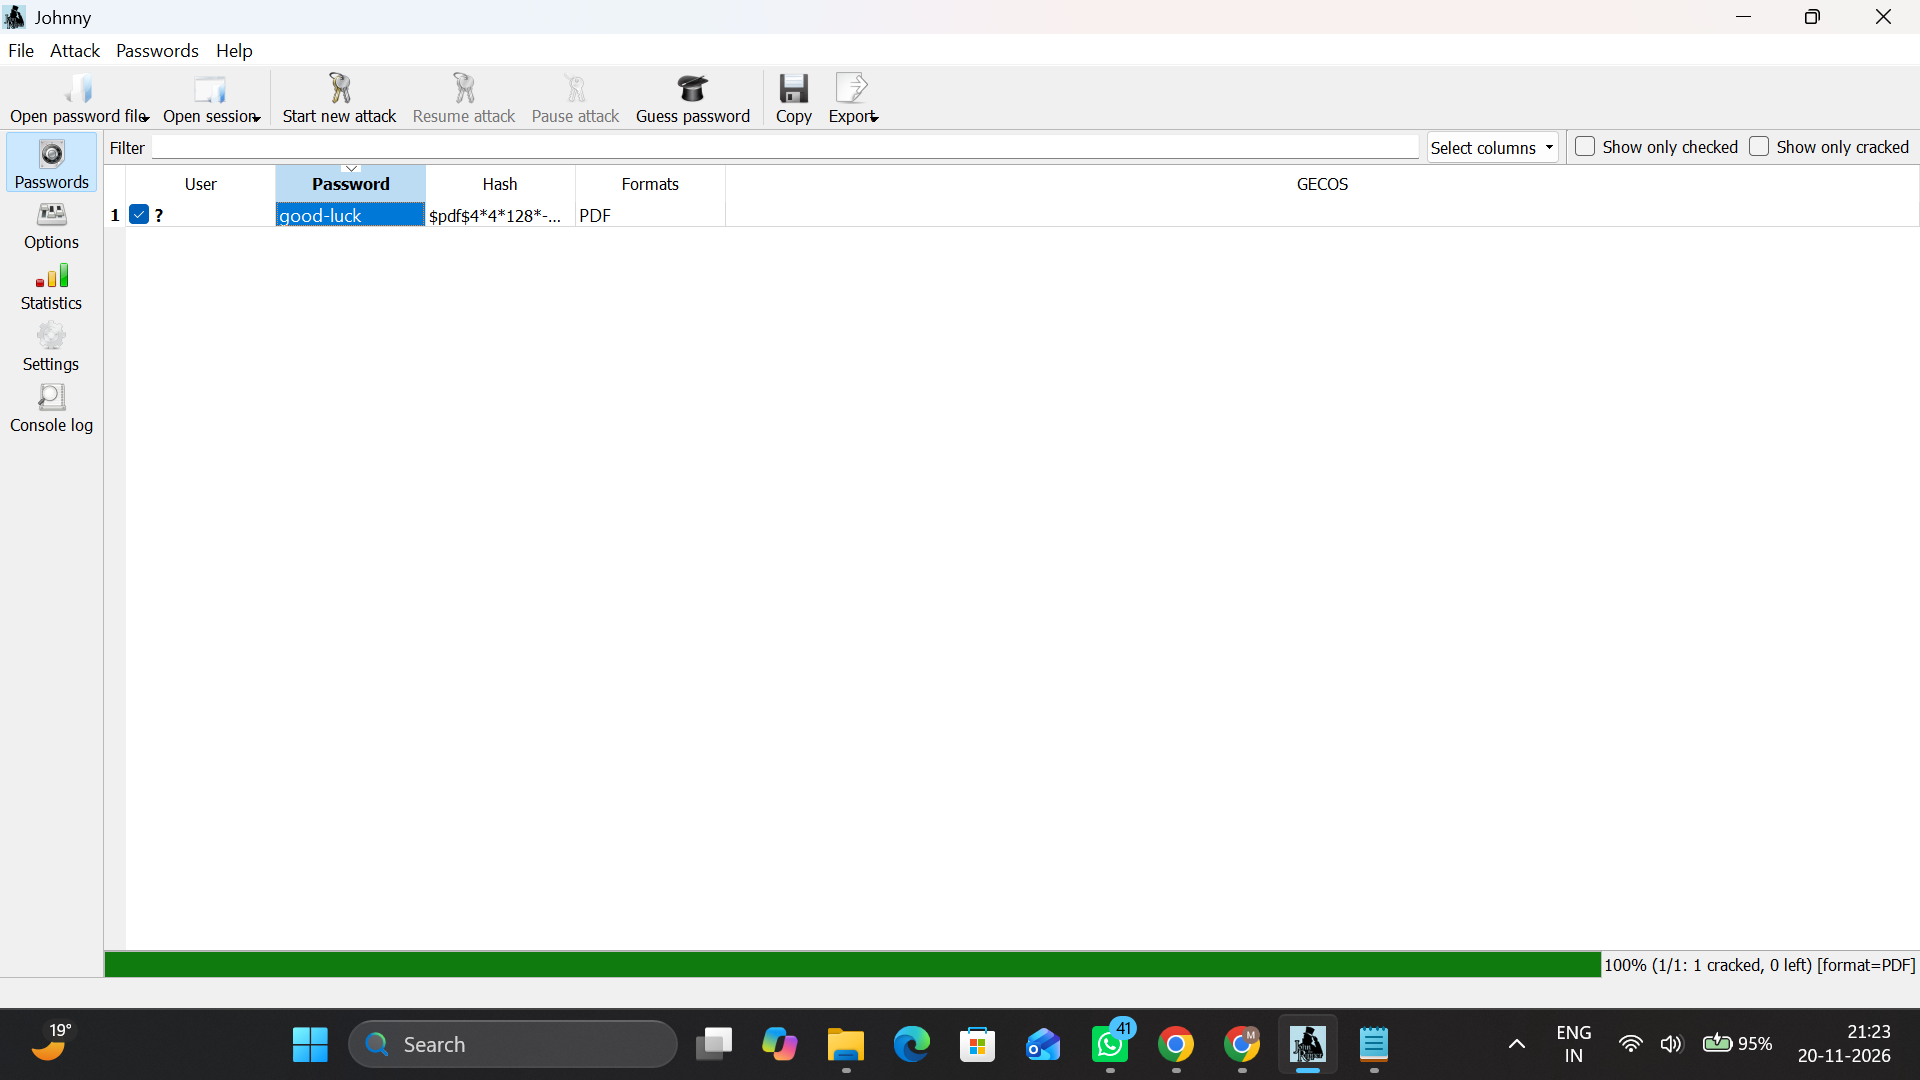 Johnny
File Attack Passwords Help
Open password file Open session Start new attack Resume attack Pause attack Guess password Copy Export
Passwords
Options
Statistics
Settings
Console log
Filter Select columns Show only checked Show only cracked
User Password Hash Formats GECOS
1 ? good-luck $pdf$4*4*128*-... PDF
100% (1/1: 1 cracked, 0 left) [format=PDF]
19° Search 41 M ENG IN 95% 21:23
20-11-2026